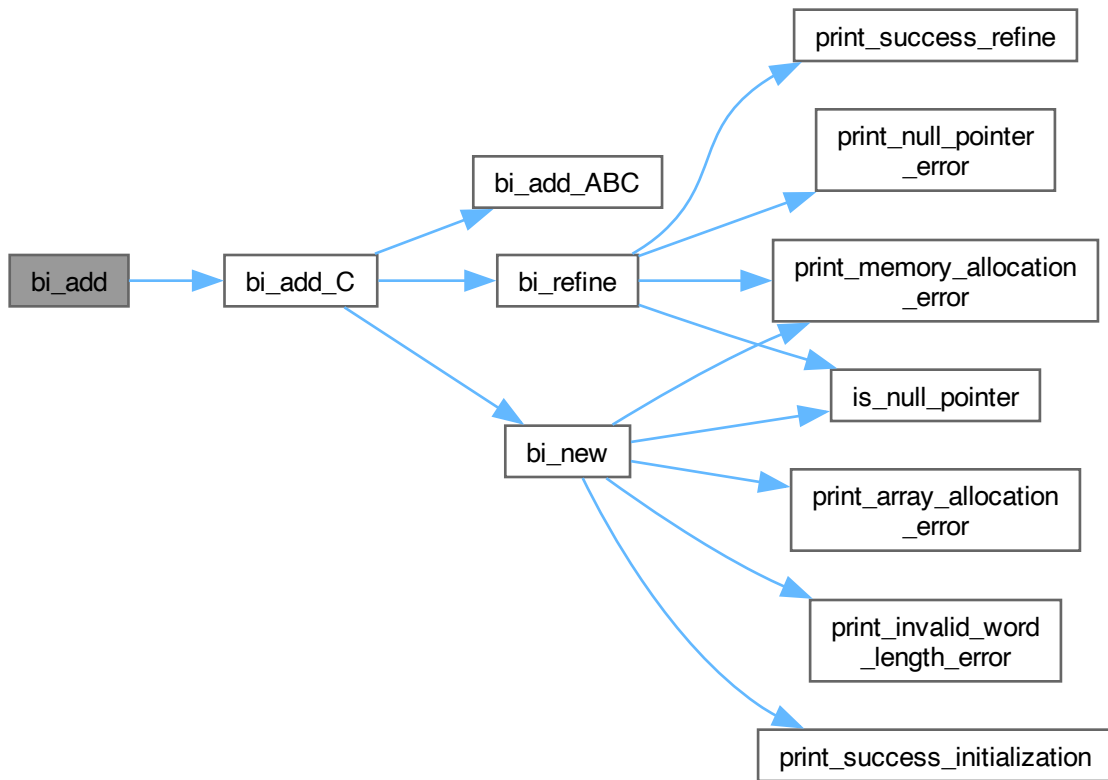 print_success_refine
print_null_pointer
_error
bi_add_ABC
bi_add
bi_add_C
bi_refine
print_memory_allocation
_error
is_null_pointer
bi_new
print_array_allocation
_error
print_invalid_word
_length_error
print_success_initialization